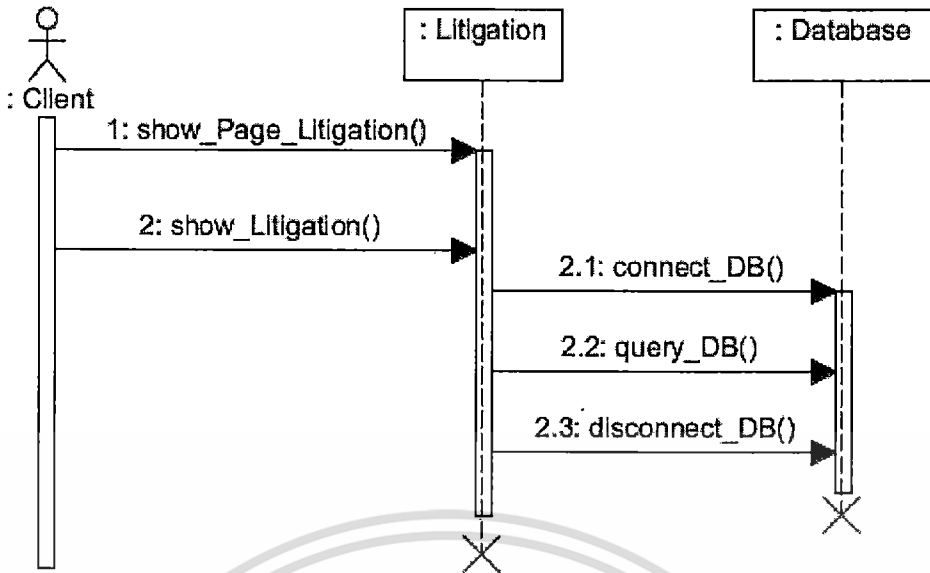 : Litigation
: Database
: Client
1: show_Page_Litigation()
2: show_Litigation()
2.1: connect_DB()
2.2: query_DB()
2.3: disconnect_DB()